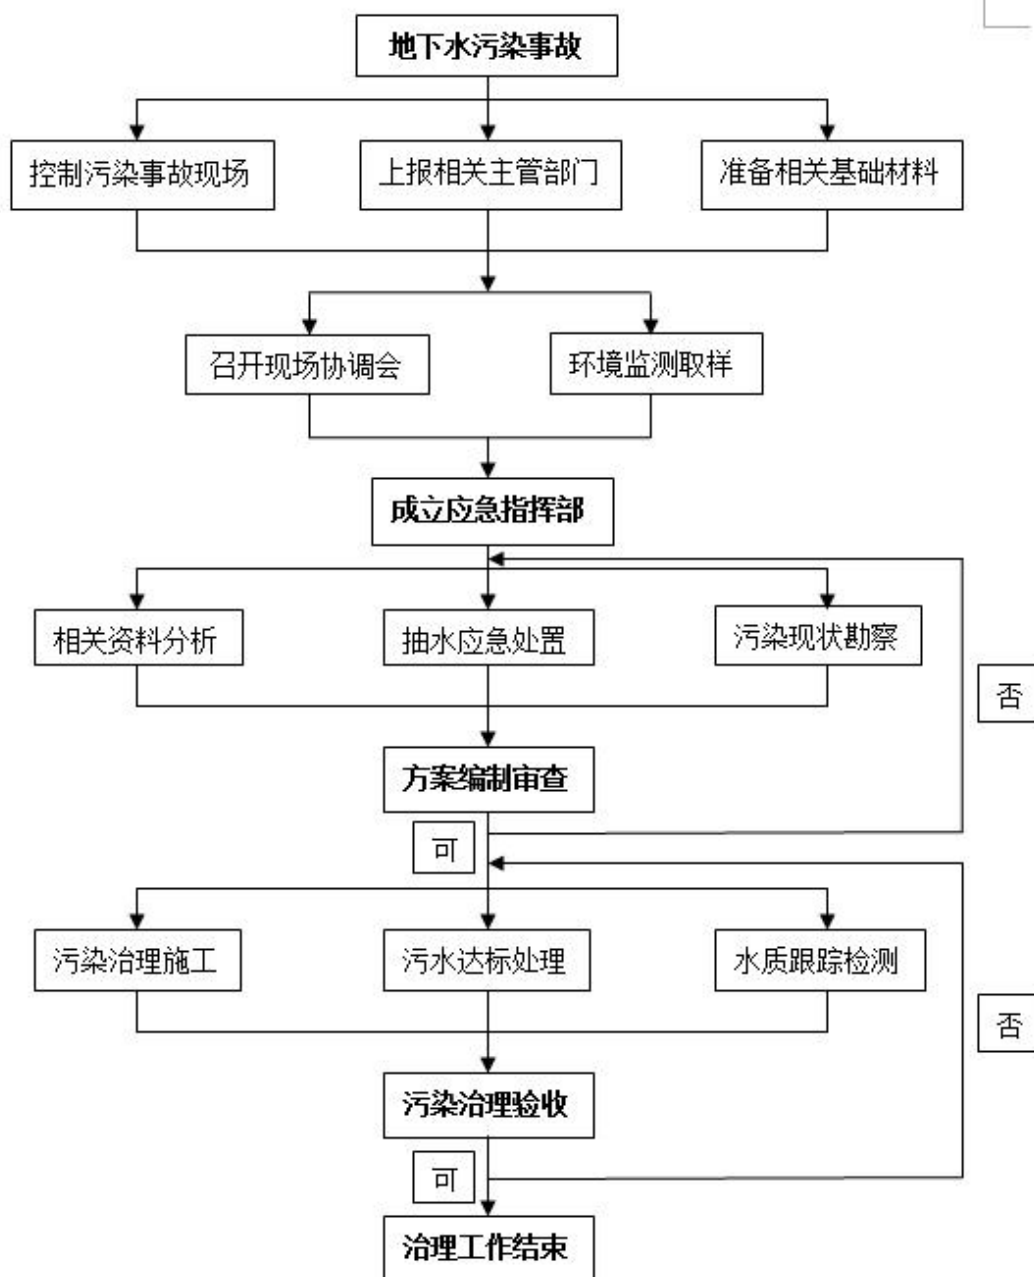 地下水污染事故
控制污染事故现场
上报相关主管部门
准备相关基础材料
召开现场协调会
环境监测取样
成立应急指挥部
相关资料分析
抽水应急处置
污染现状勘察
否
方案编制审查
可
污染治理施工
污水达标处理
水质跟踪检测
否
污染治理验收
可
治理工作结束